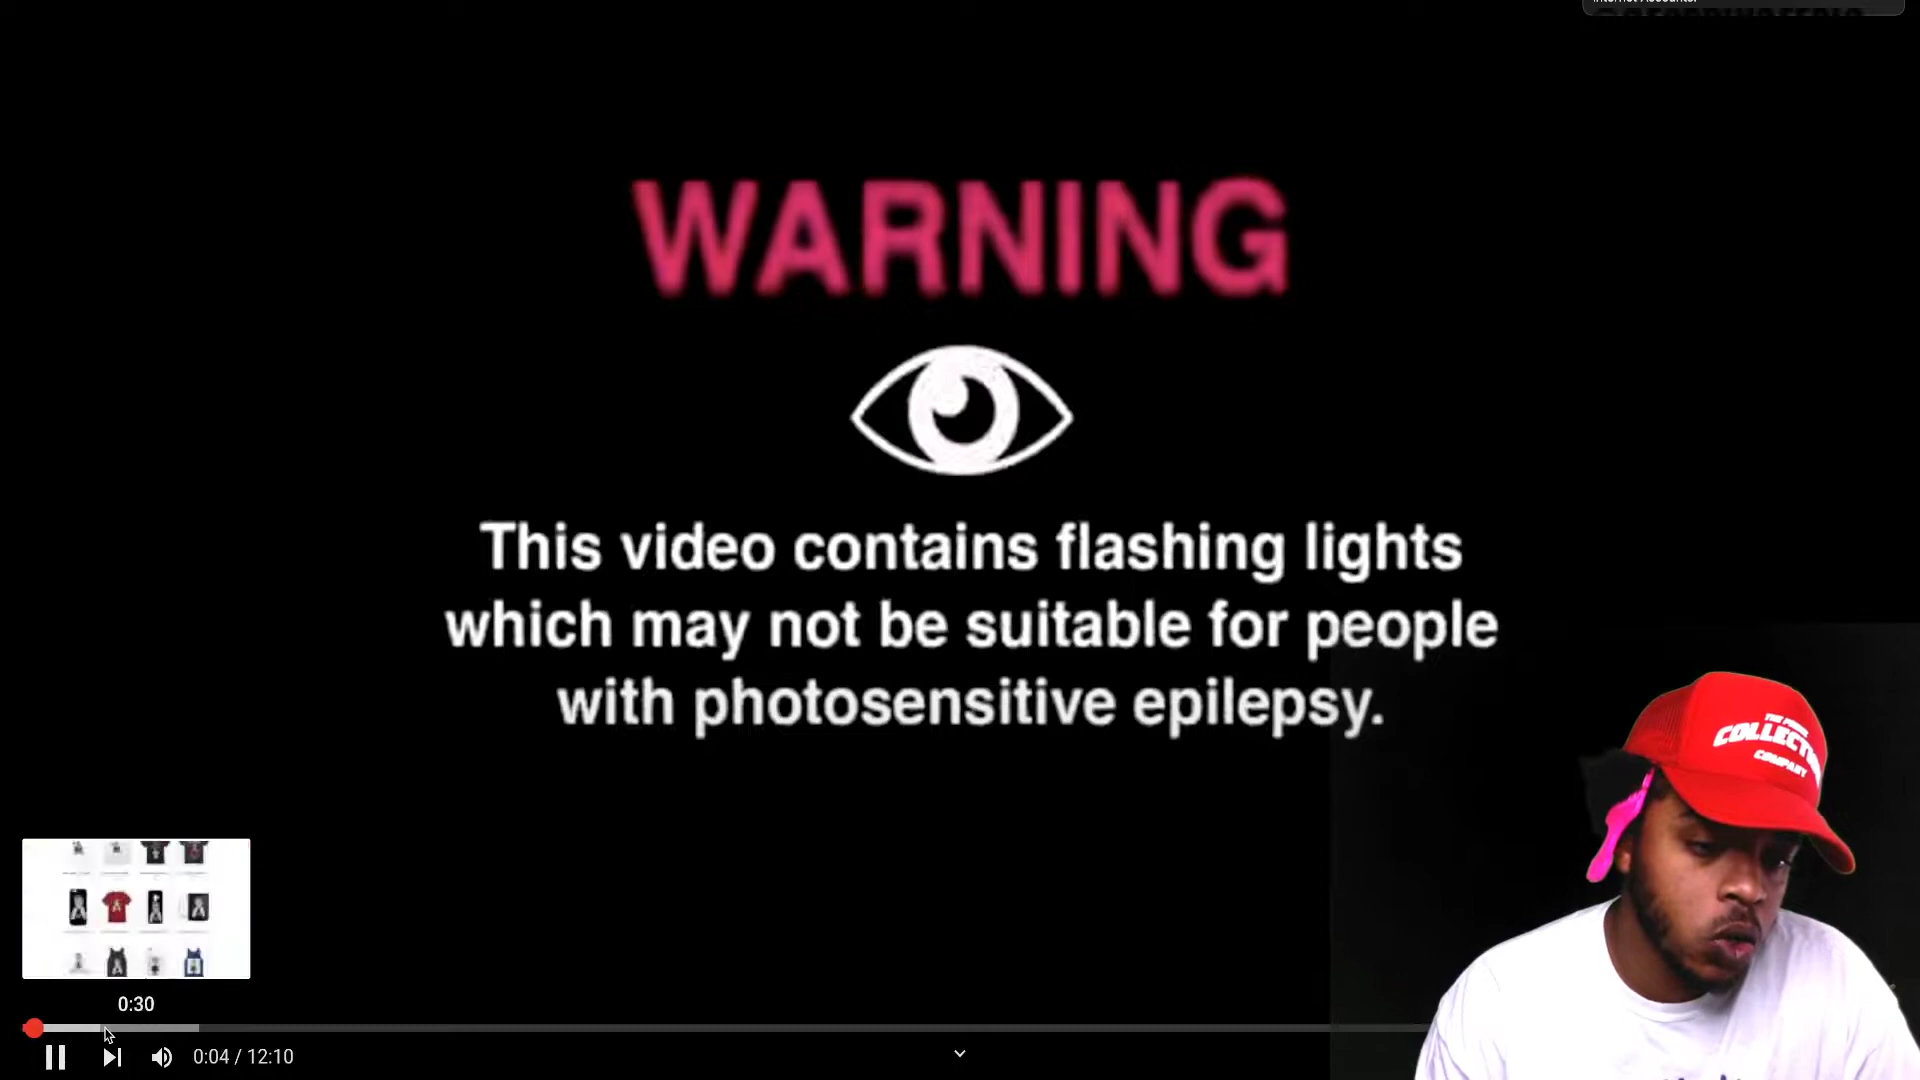 WARNING
This video contains flashing lights
which may not be suitable for people
with photosensitive epilepsy.
COLLECT
COMPANY
0:30
0:04 / 12:10